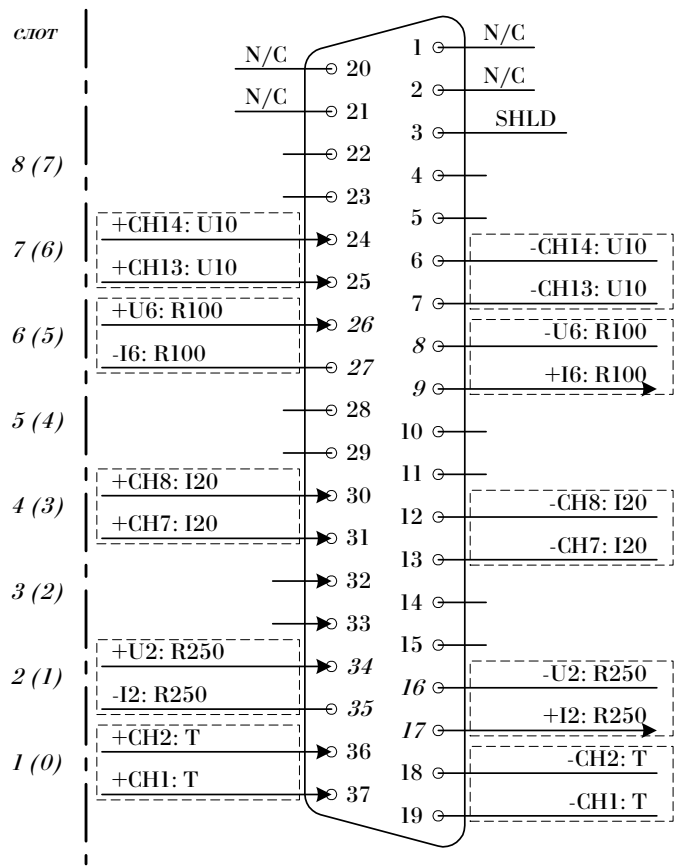 слот
N/C
20
N/C
21
22
8 (7)
23
+CH14: U10
24
7 (6)
+CH13: U10
25
+U6: R100
26
6 (5)
-I6: R100
27
28
5 (4)
29
+CH8: I20
30
4 (3)
+CH7: I20
31
32
3 (2)
33
+U2: R250
34
2 (1)
-I2: R250
35
+CH2: T
36
1 (0)
+CH1: T
37
1
N/C
2
N/C
3
SHLD
4
5
6
-CH14: U10
7
-CH13: U10
8
-U6: R100
9
+I6: R100
10
11
12
-CH8: I20
13
-CH7: I20
14
15
16
-U2: R250
17
+I2: R250
18
-CH2: T
19
-CH1: T